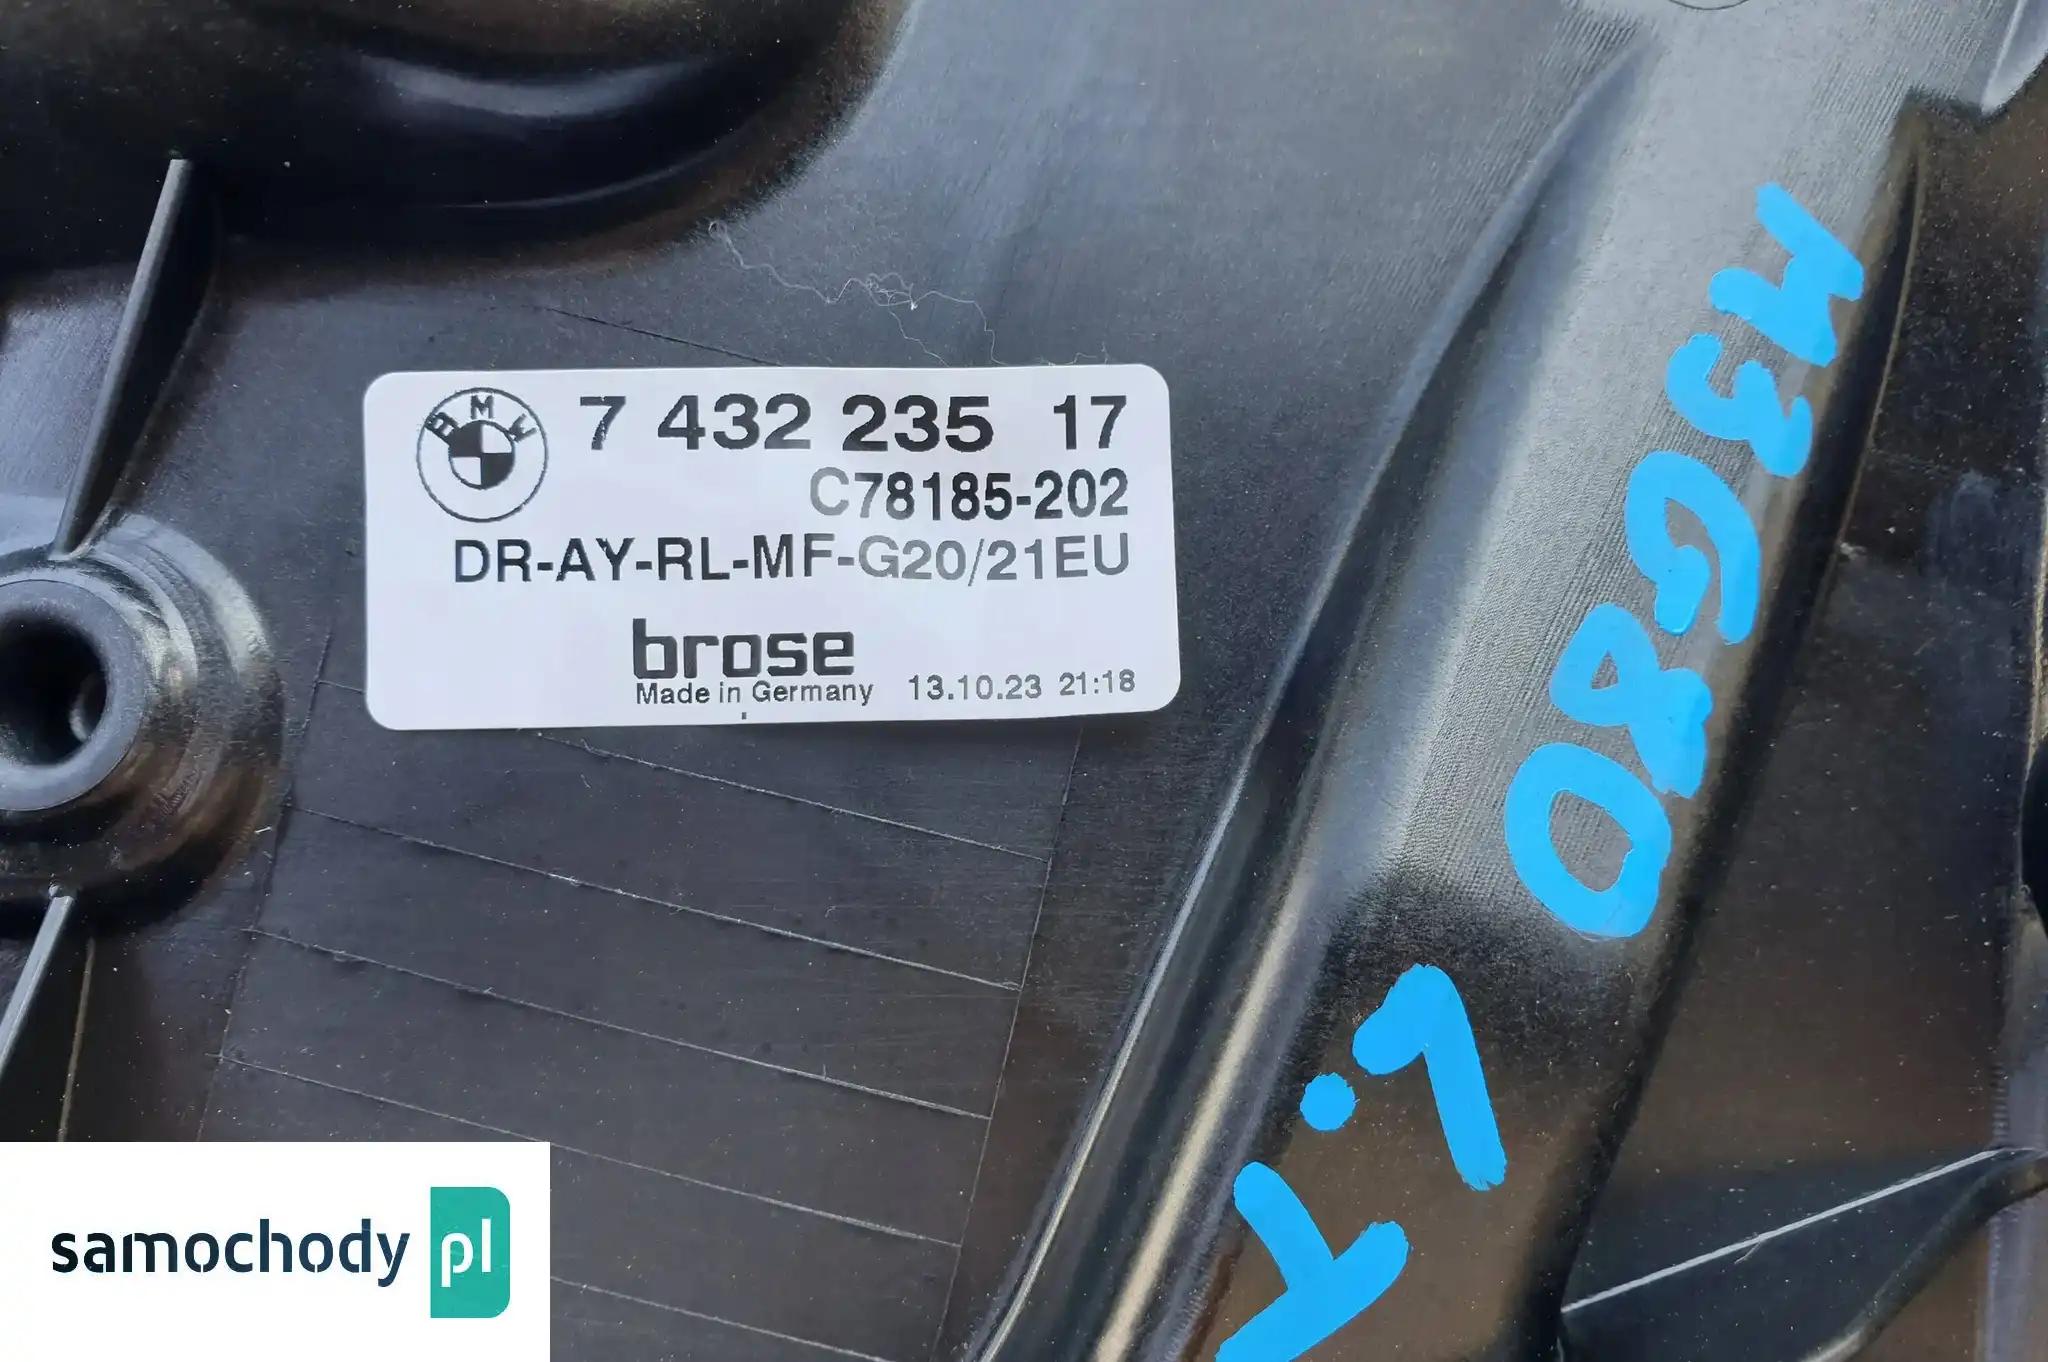 BMW 7 432 235 17
C78185-202
DR-AY-RL-MF-G20/21EU
brose
Made in Germany 13.10.23 21:18
M3G80
L.T
samochody pl